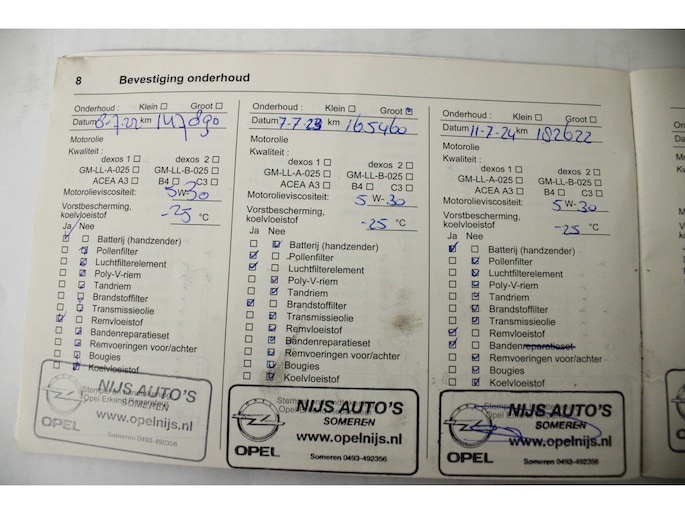 8 Bevestiging onderhoud
Onderhoud : Klein Groot
Datum 8-7-22 km 147890
Motorolie
Kwaliteit :
dexos 1 dexos 2
GM-LL-A-025 GM-LL-B-025
ACEA A3 B4 C3
Motorolieviscositeit: 5 W-30
Vorstbescherming,
koelvloeistof -25 °C
Ja Nee
Batterij (handzender)
Pollenfilter
Luchtfilterelement
Poly-V-riem
Tandriem
Brandstoffilter
Transmissieolie
Remvloeistof
Bandenreparatieset
Remvoeringen voor/achter
Bougies
Koelvloeistof
NIJS AUTO'S
SOMEREN
www.opelnijs.nl
OPEL
Someren 0493-492356
Onderhoud : Klein Groot
Datum 7-7-23 km 165460
Motorolie
Kwaliteit :
dexos 1 dexos 2
GM-LL-A-025 GM-LL-B-025
ACEA A3 B4 C3
Motorolieviscositeit: 5 W-30
Vorstbescherming,
koelvloeistof -25 °C
Ja Nee
Batterij (handzender)
Pollenfilter
Luchtfilterelement
Poly-V-riem
Tandriem
Brandstoffilter
Transmissieolie
Remvloeistof
Bandenreparatieset
Remvoeringen voor/achter
Bougies
Koelvloeistof
NIJS AUTO'S
SOMEREN
www.opelnijs.nl
OPEL
Someren 0493-492356
Onderhoud : Klein Groot
Datum 11-7-24 km 182622
Motorolie
Kwaliteit :
dexos 1 dexos 2
GM-LL-A-025 GM-LL-B-025
ACEA A3 B4 C3
Motorolieviscositeit: 5 W-30
Vorstbescherming,
koelvloeistof -25 °C
Ja Nee
Batterij (handzender)
Pollenfilter
Luchtfilterelement
Poly-V-riem
Tandriem
Brandstoffilter
Transmissieolie
Remvloeistof
Bandenreparatieset
Remvoeringen voor/achter
Bougies
Koelvloeistof
NIJS AUTO'S
SOMEREN
www.opelnijs.nl
OPEL
Someren 0493-492356